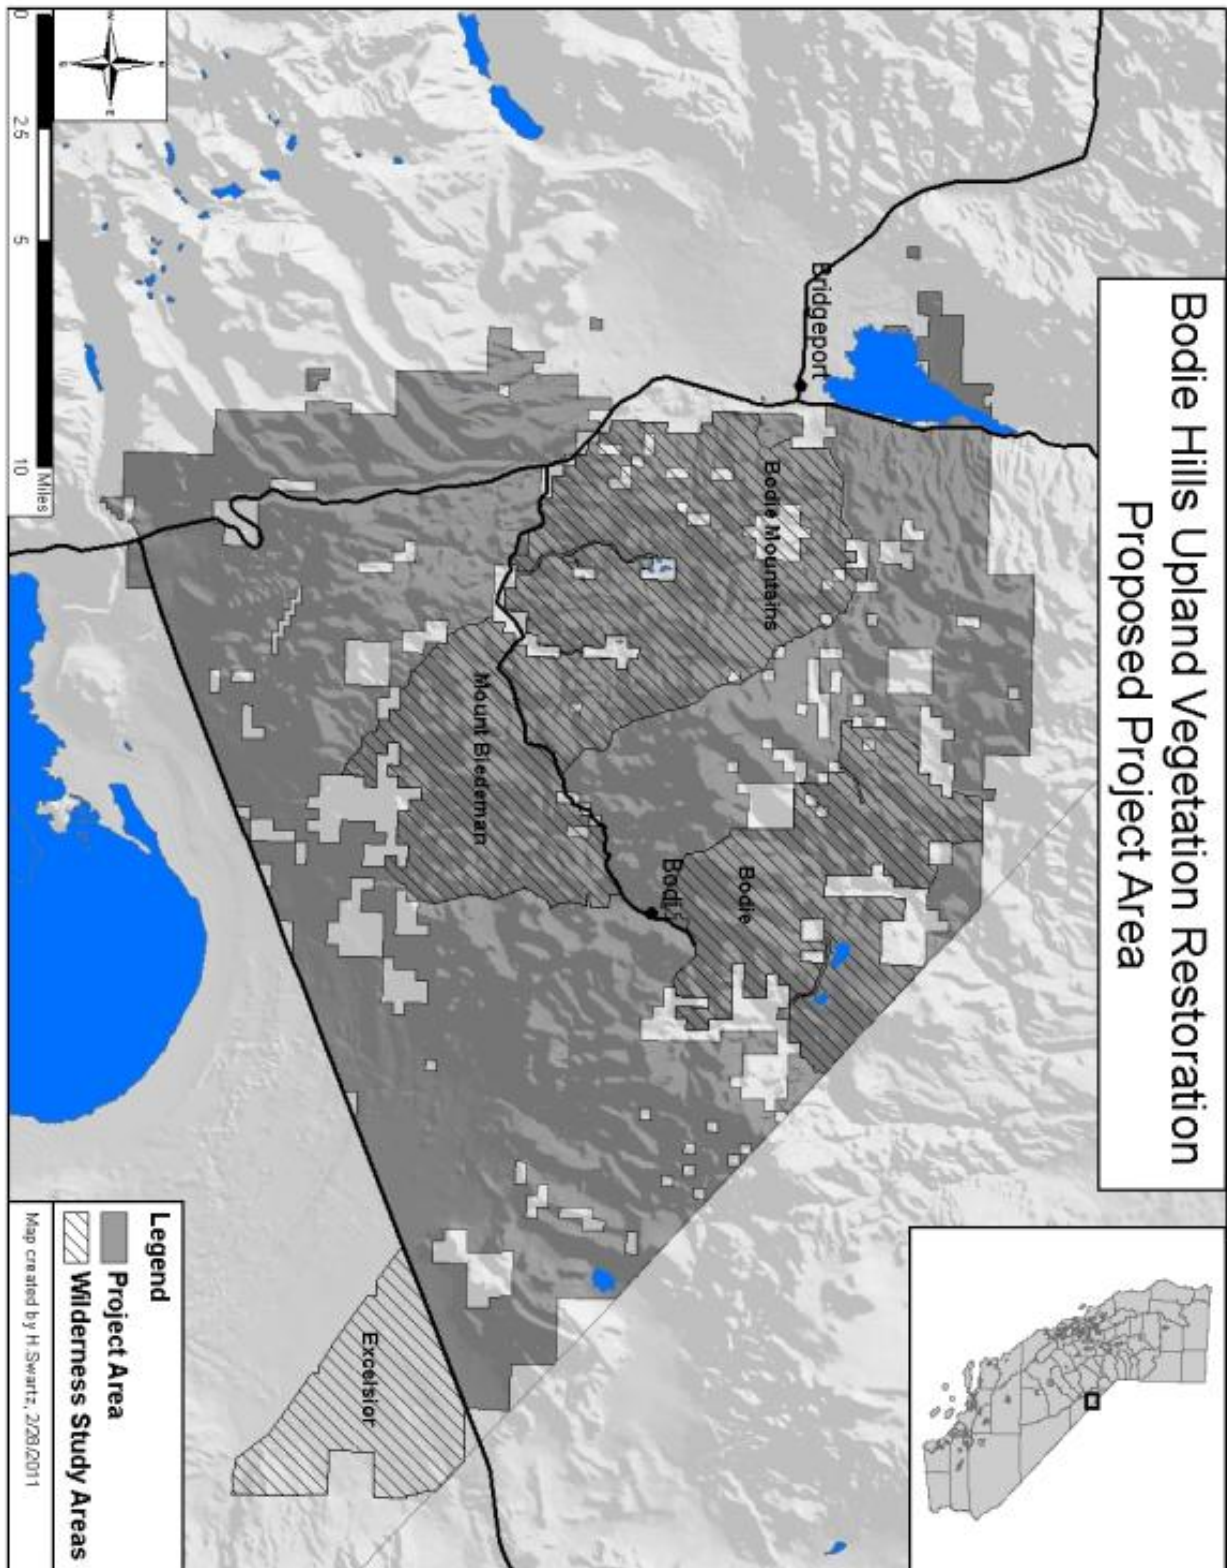 Bodie Hills Upland Vegetation Restoration
Proposed Project Area
Bridgeport
Bodie Mountains
Bodie
Bodie
Mount Biedeman
Excelsior
0 2.5 5 10
Miles
N
E
S
W
Legend
Project Area
Wilderness Study Areas
Map created by H.Swartz, 2/28/2011